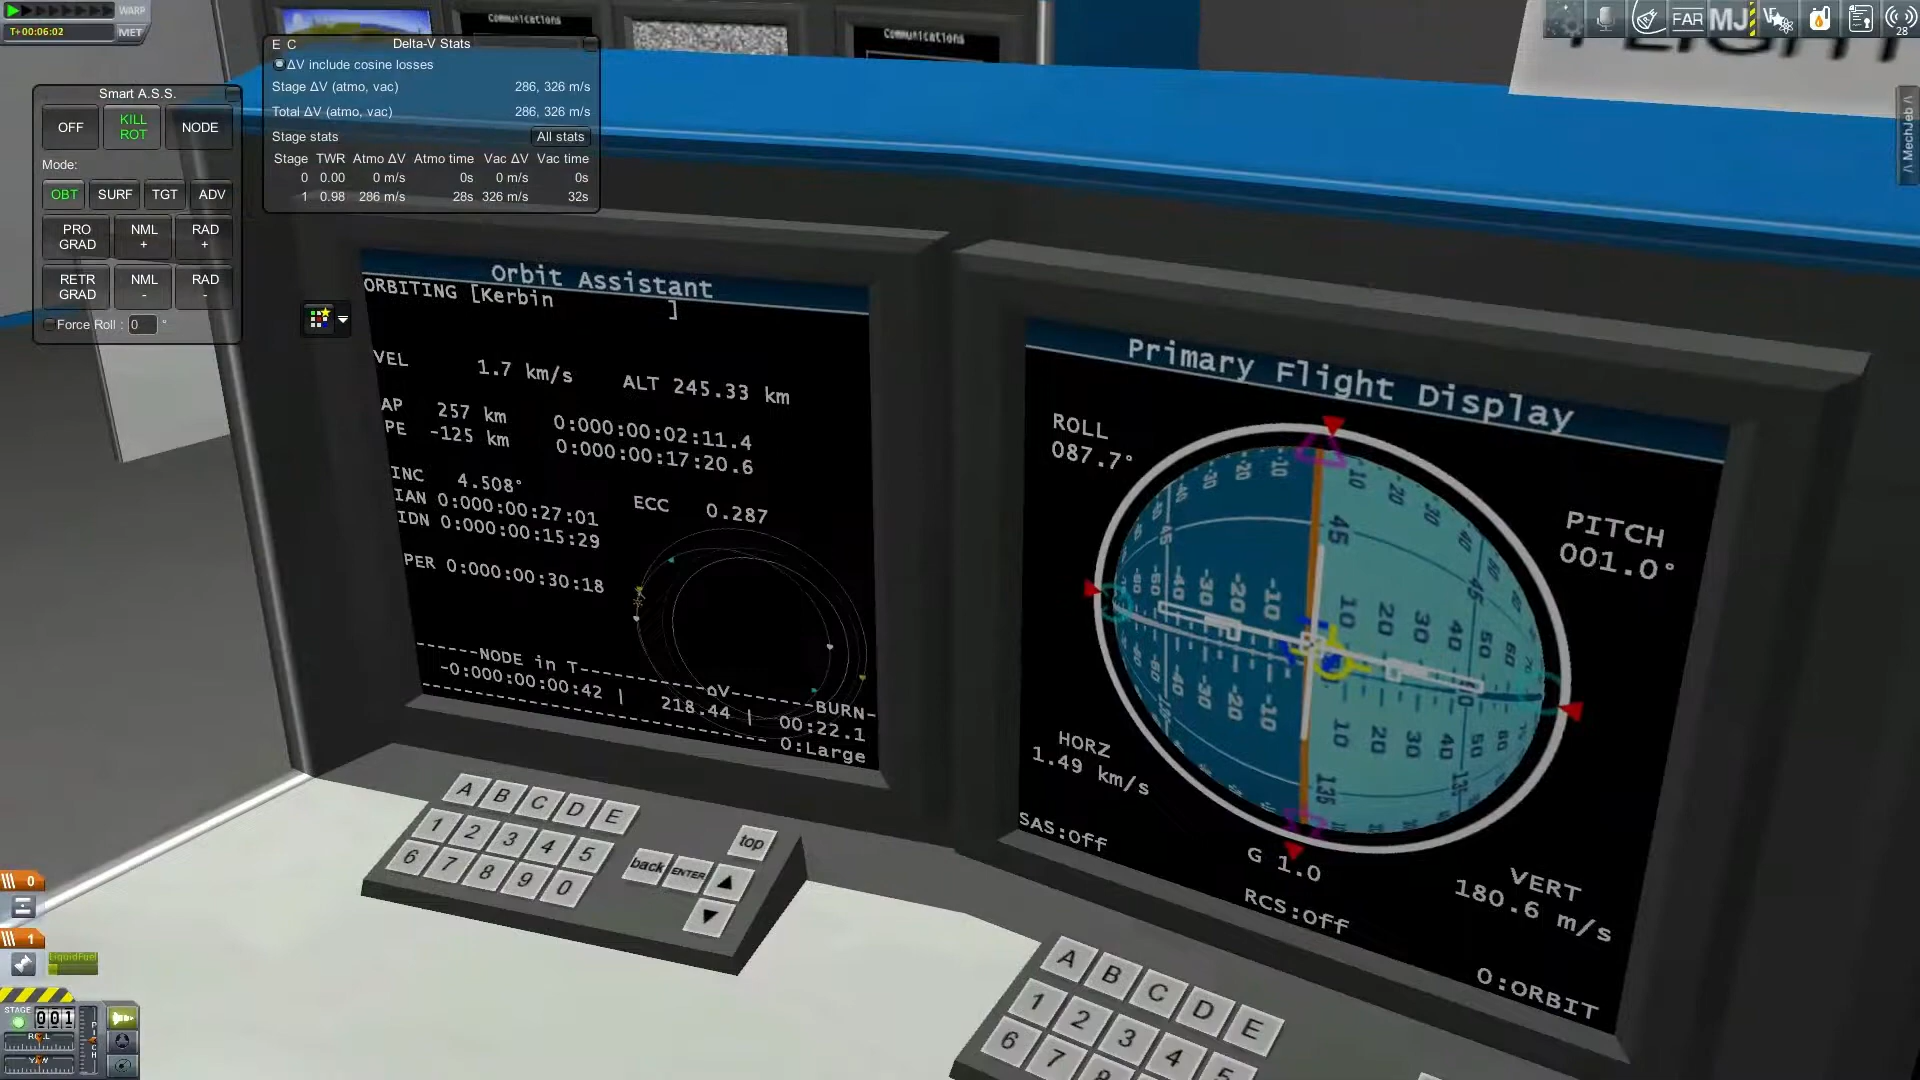 WARP
T+00:06:02
MET
Communications
Communications
FAR
MJ
28
FLIGHT
E C Delta-V Stats
ΔV include cosine losses
Stage ΔV (atmo, vac) 286, 326 m/s
Total ΔV (atmo, vac) 286, 326 m/s
Stage stats All stats
Stage TWR Atmo ΔV Atmo time Vac ΔV Vac time
0 0.00 0 m/s 0s 0 m/s 0s
1 0.98 286 m/s 28s 326 m/s 32s
Smart A.S.S.
OFF KILL ROT NODE
Mode:
OBT SURF TGT ADV
PRO GRAD NML + RAD +
RETR GRAD NML - RAD -
Force Roll : 0 °
\/ MechJeb \/
Orbit Assistant
ORBITING [Kerbin ]
VEL 1.7 km/s ALT 245.33 km
AP 257 km 0:000:00:02:11.4
PE -125 km 0:000:00:17:20.6
INC 4.508° ECC 0.287
IAN 0:000:00:27:01
IDN 0:000:00:15:29
PER 0:000:00:30:18
NODE in T ΔV BURN
-0:000:00:00:42 | 218.44 | 00:22.1
0:Large
Primary Flight Display
ROLL
087.7°
PITCH
001.0°
HORZ
1.49 km/s
SAS:Off
G 1.0
RCS:Off
VERT
180.6 m/s
0:ORBIT
A B C D E
1 2 3 4 5
6 7 8 9 0
top
back ENTER
A B C D E
1 2 3 4 5
6 7 8
0
1
LiquidFuel
STAGE 001
ROLL
YAW
PITCH